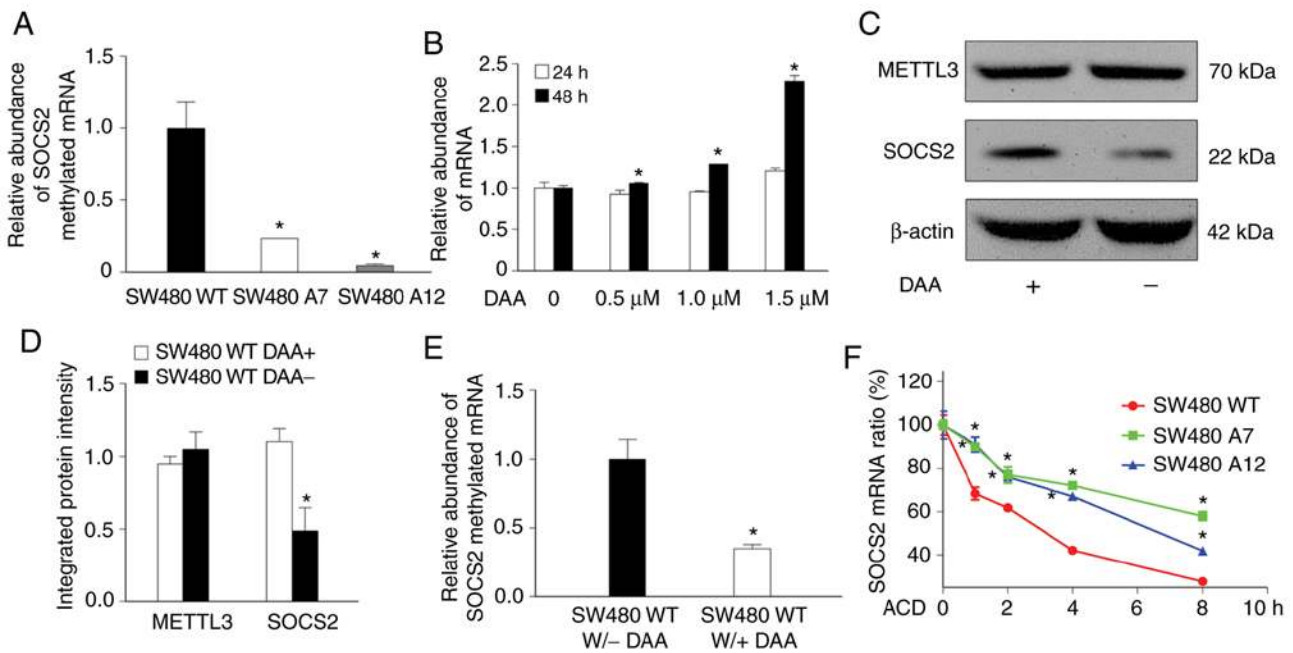 A
Relative abundance
of SOCS2
methylated mRNA
1.5
1.0
0.5
0
*
*
SW480 WT SW480 A7 SW480 A12
B
Relative abundance
of mRNA
2.5
2.0
1.5
1.0
0.5
0
24 h
48 h
*
*
*
DAA 0 0.5 μM 1.0 μM 1.5 μM
C
METTL3 70 kDa
SOCS2 22 kDa
β-actin 42 kDa
DAA + −
D
Integrated protein intensity
1.5
1.0
0.5
0.0
SW480 WT DAA+
SW480 WT DAA−
*
METTL3 SOCS2
E
Relative abundance of
SOCS2 methylated mRNA
1.5
1.0
0.5
0.0
*
SW480 WT SW480 WT
W/− DAA W/+ DAA
F
SOCS2 mRNA ratio (%)
120
100
80
60
40
SW480 WT
SW480 A7
SW480 A12
*
*
*
*
*
*
*
*
ACD 0 2 4 6 8 10 h